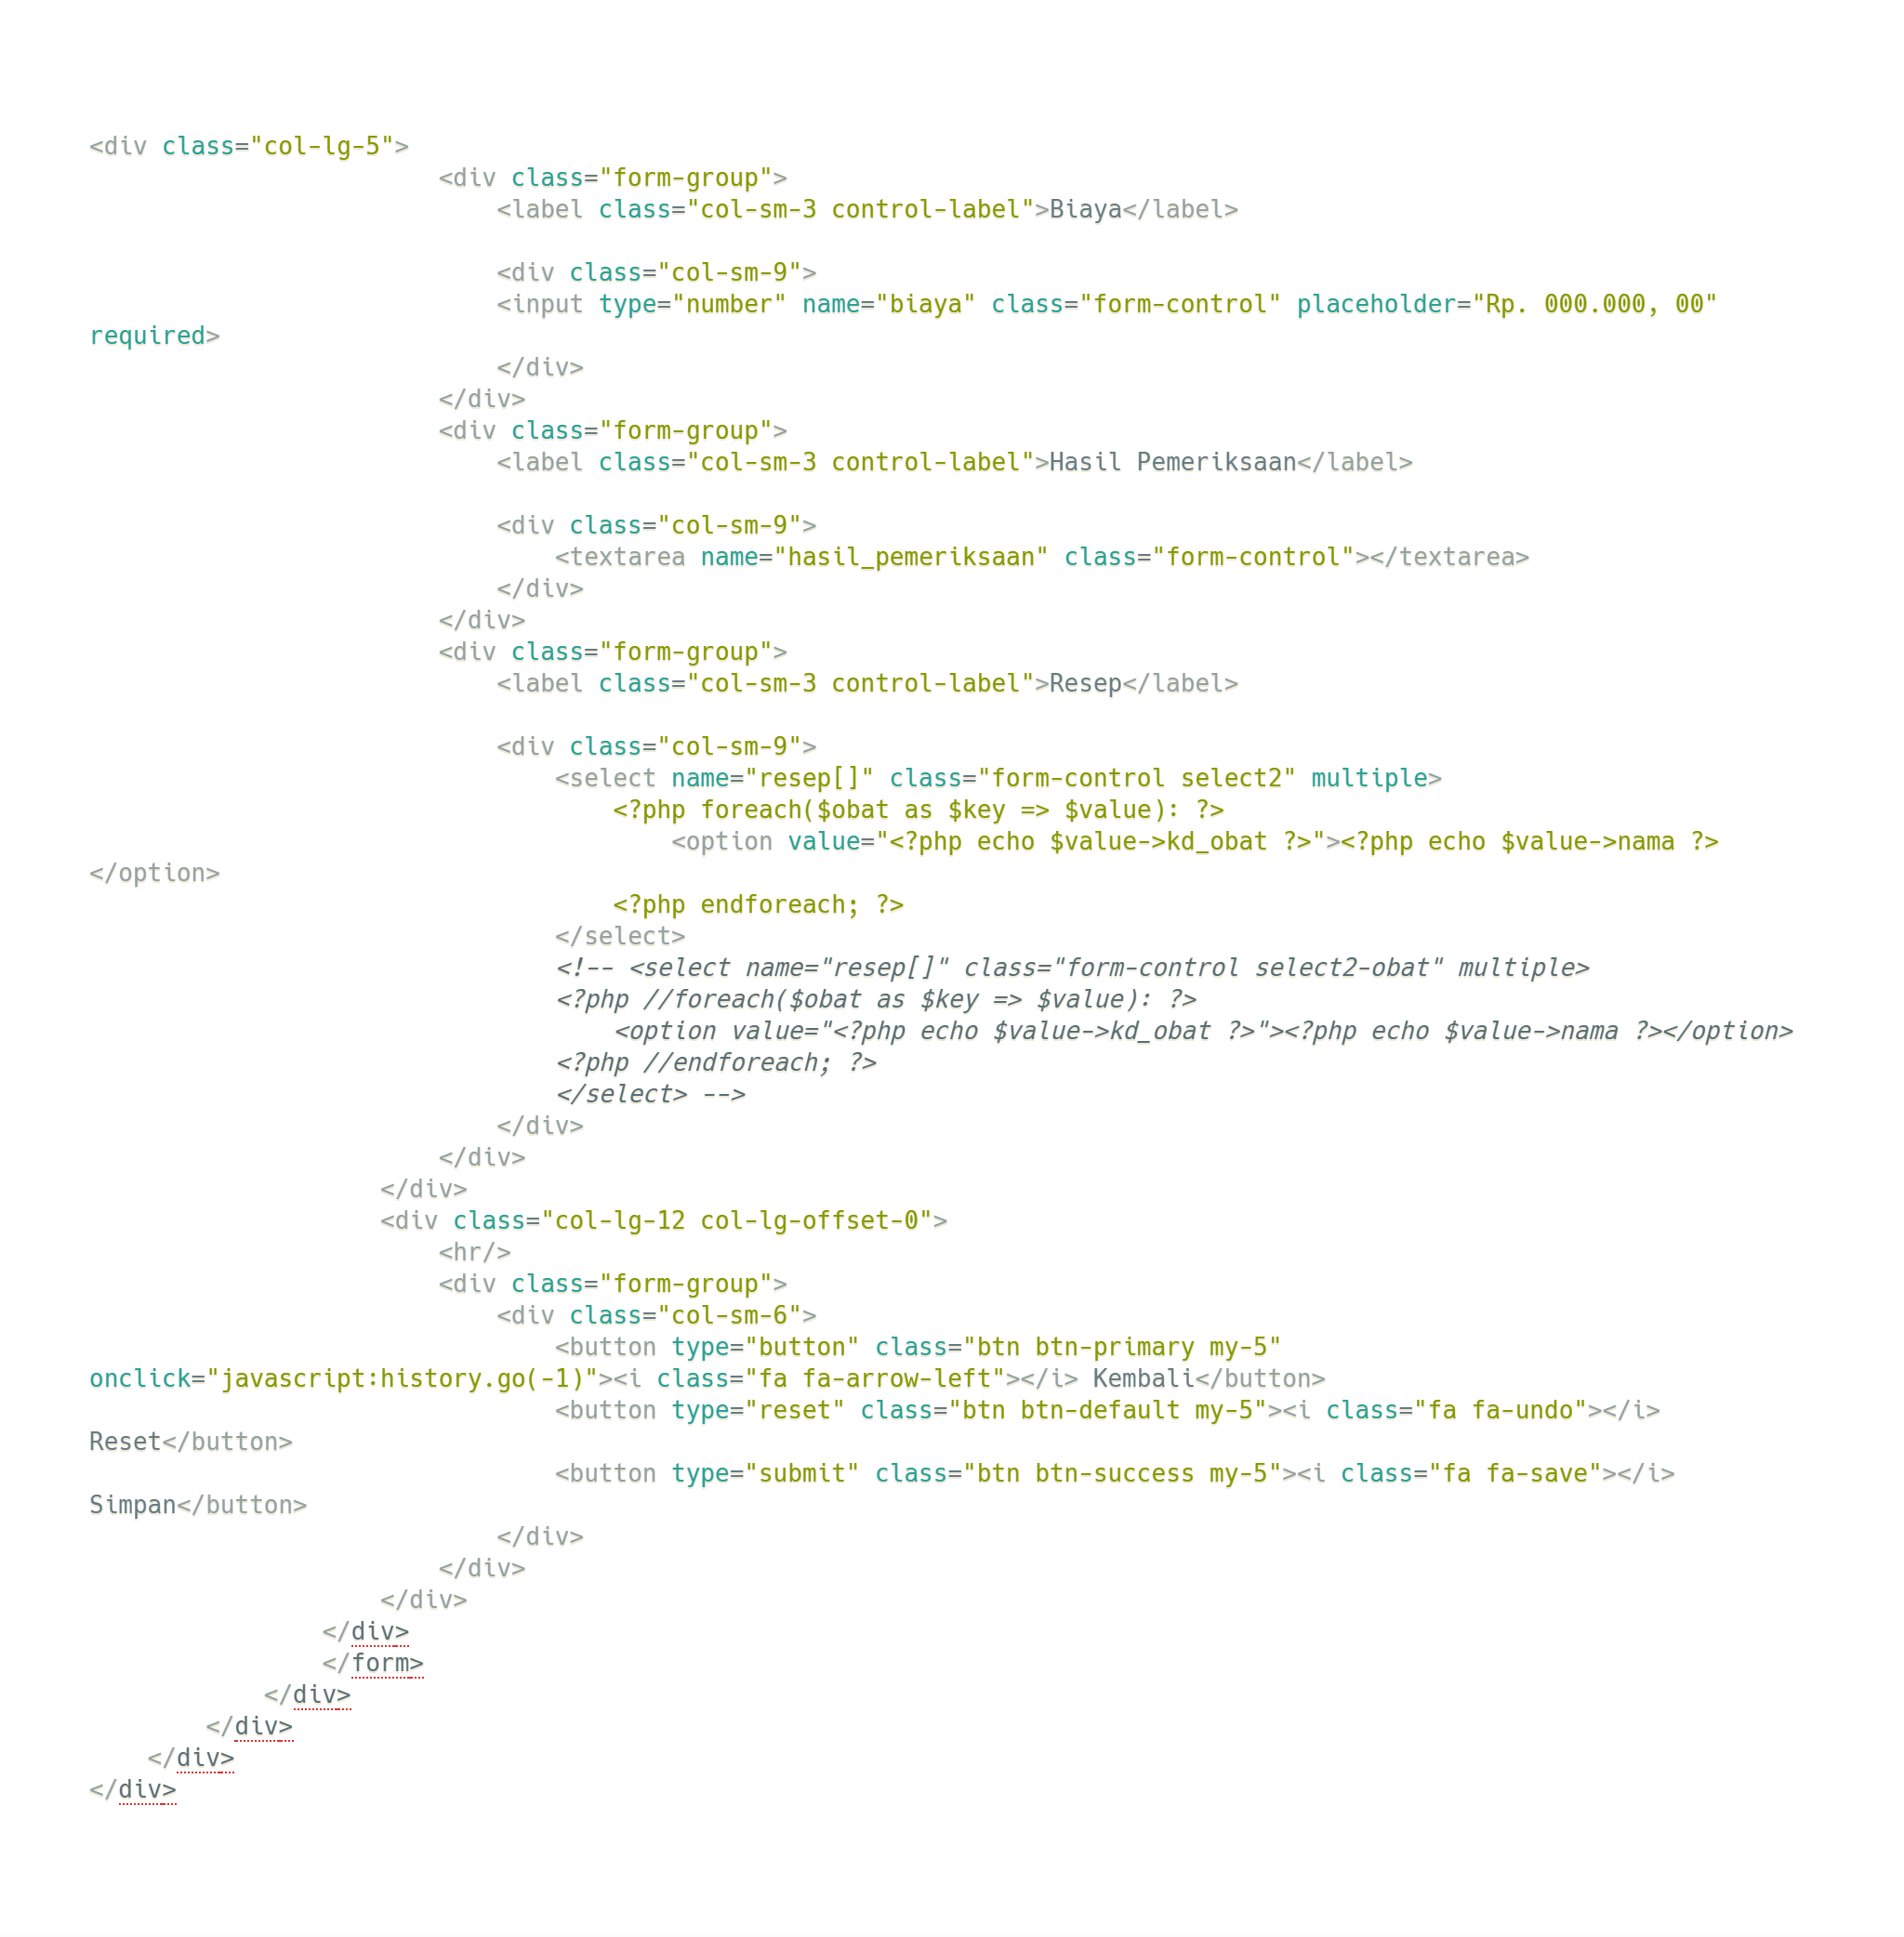 <div class="col-lg-5">
                        <div class="form-group">
                            <label class="col-sm-3 control-label">Biaya</label>

                            <div class="col-sm-9">
                            <input type="number" name="biaya" class="form-control" placeholder="Rp. 000.000, 00"
required>
                            </div>
                        </div>
                        <div class="form-group">
                            <label class="col-sm-3 control-label">Hasil Pemeriksaan</label>

                            <div class="col-sm-9">
                                <textarea name="hasil_pemeriksaan" class="form-control"></textarea>
                            </div>
                        </div>
                        <div class="form-group">
                            <label class="col-sm-3 control-label">Resep</label>

                            <div class="col-sm-9">
                                <select name="resep[]" class="form-control select2" multiple>
                                    <?php foreach($obat as $key => $value): ?>
                                        <option value="<?php echo $value->kd_obat ?>"><?php echo $value->nama ?>
</option>
                                    <?php endforeach; ?>
                                </select>
                                <!-- <select name="resep[]" class="form-control select2-obat" multiple>
                                <?php //foreach($obat as $key => $value): ?>
                                    <option value="<?php echo $value->kd_obat ?>"><?php echo $value->nama ?></option>
                                <?php //endforeach; ?>
                                </select> -->
                            </div>
                        </div>
                    </div>
                    <div class="col-lg-12 col-lg-offset-0">
                        <hr/>
                        <div class="form-group">
                            <div class="col-sm-6">
                                <button type="button" class="btn btn-primary my-5"
onclick="javascript:history.go(-1)"><i class="fa fa-arrow-left"></i> Kembali</button>
                                <button type="reset" class="btn btn-default my-5"><i class="fa fa-undo"></i>
Reset</button>
                                <button type="submit" class="btn btn-success my-5"><i class="fa fa-save"></i>
Simpan</button>
                            </div>
                        </div>
                    </div>
                </div>
                </form>
            </div>
        </div>
    </div>
</div>